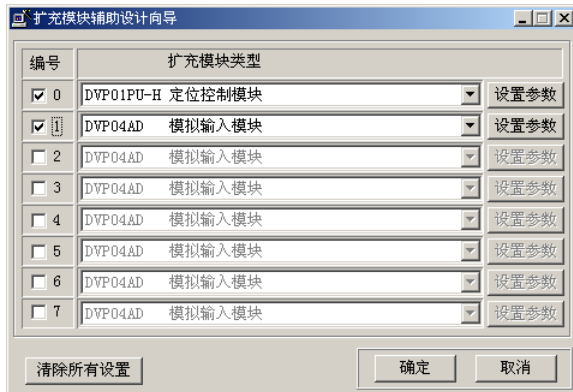 扩充模块辅助设计向导
编号 扩充模块类型
0 DVP01PU-H 定位控制模块 设置参数
1 DVP04AD 模拟输入模块 设置参数
2 DVP04AD 模拟输入模块 设置参数
3 DVP04AD 模拟输入模块 设置参数
4 DVP04AD 模拟输入模块 设置参数
5 DVP04AD 模拟输入模块 设置参数
6 DVP04AD 模拟输入模块 设置参数
7 DVP04AD 模拟输入模块 设置参数
清除所有设置 确定 取消